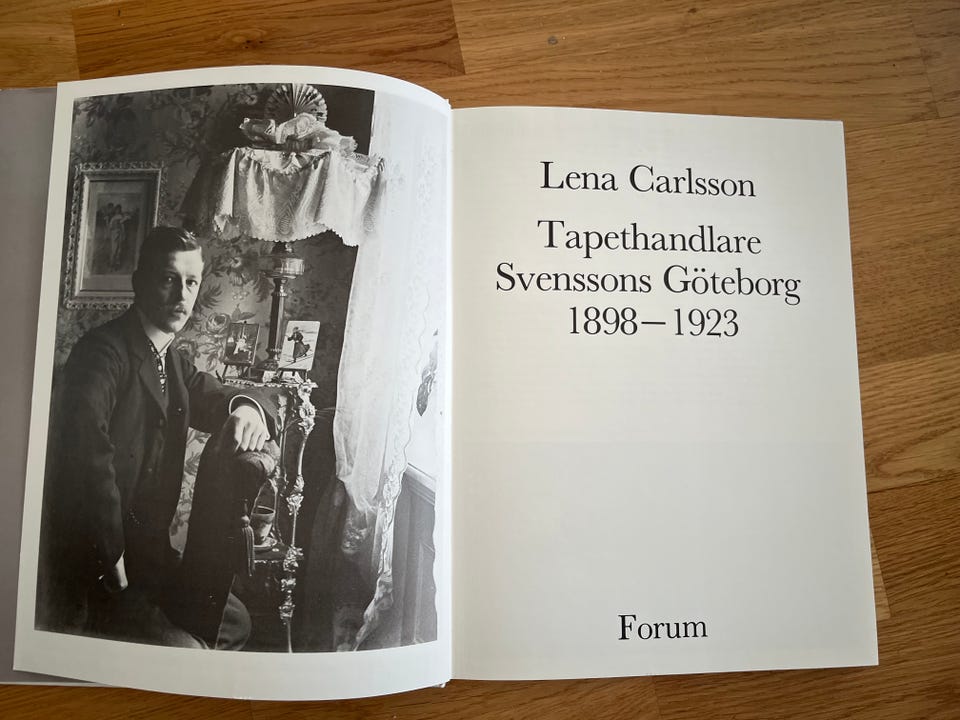 Lena Carlsson
Tapethandlare
Svenssons Göteborg
1898–1923
Forum